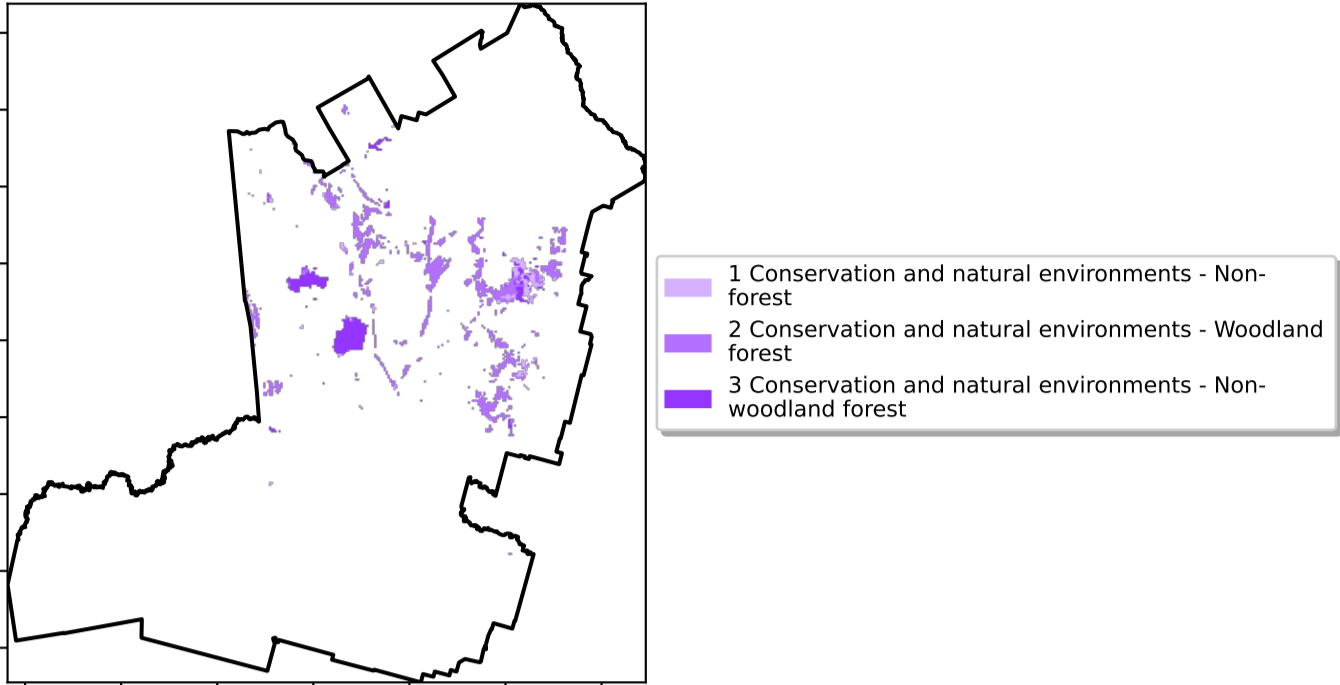 1 Conservation and natural environments - Non-
forest
2 Conservation and natural environments - Woodland
forest
3 Conservation and natural environments - Non-
woodland forest